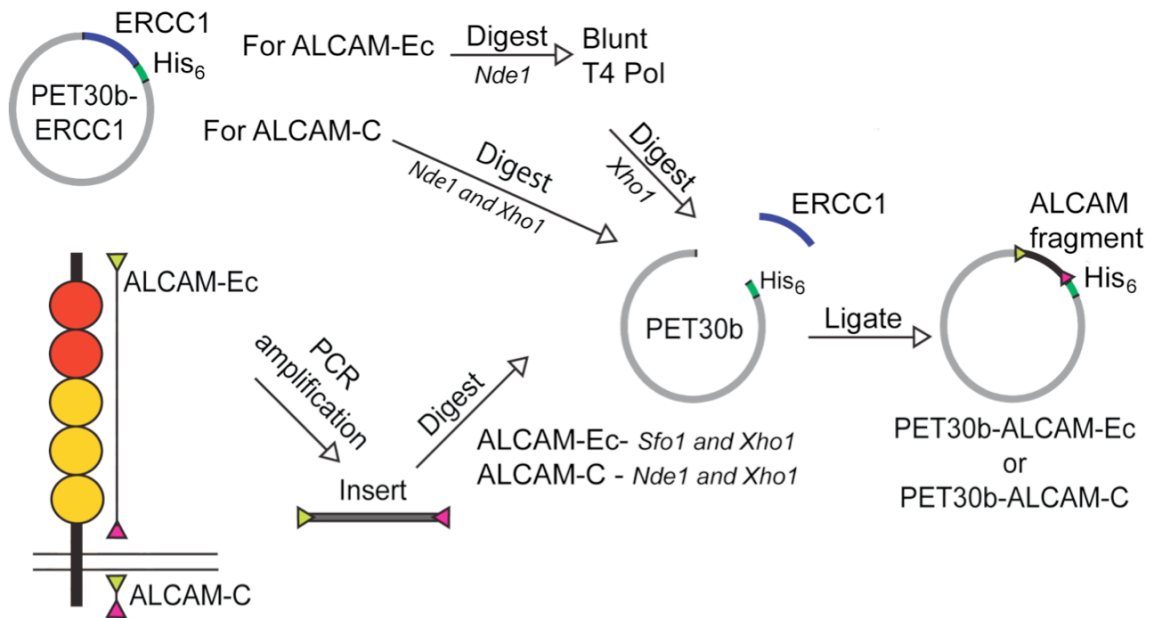 ERCC1
His6
PET30b-
ERCC1
For ALCAM-Ec
Digest
Nde1
Blunt
T4 Pol
For ALCAM-C
Digest
Nde1 and Xho1
Digest
Xho1
ERCC1
His6
PET30b
Ligate
ALCAM
fragment
His6
ALCAM-Ec
PCR
amplification
Digest
Insert
ALCAM-Ec- Sfo1 and Xho1
ALCAM-C - Nde1 and Xho1
PET30b-ALCAM-Ec
or
PET30b-ALCAM-C
ALCAM-C